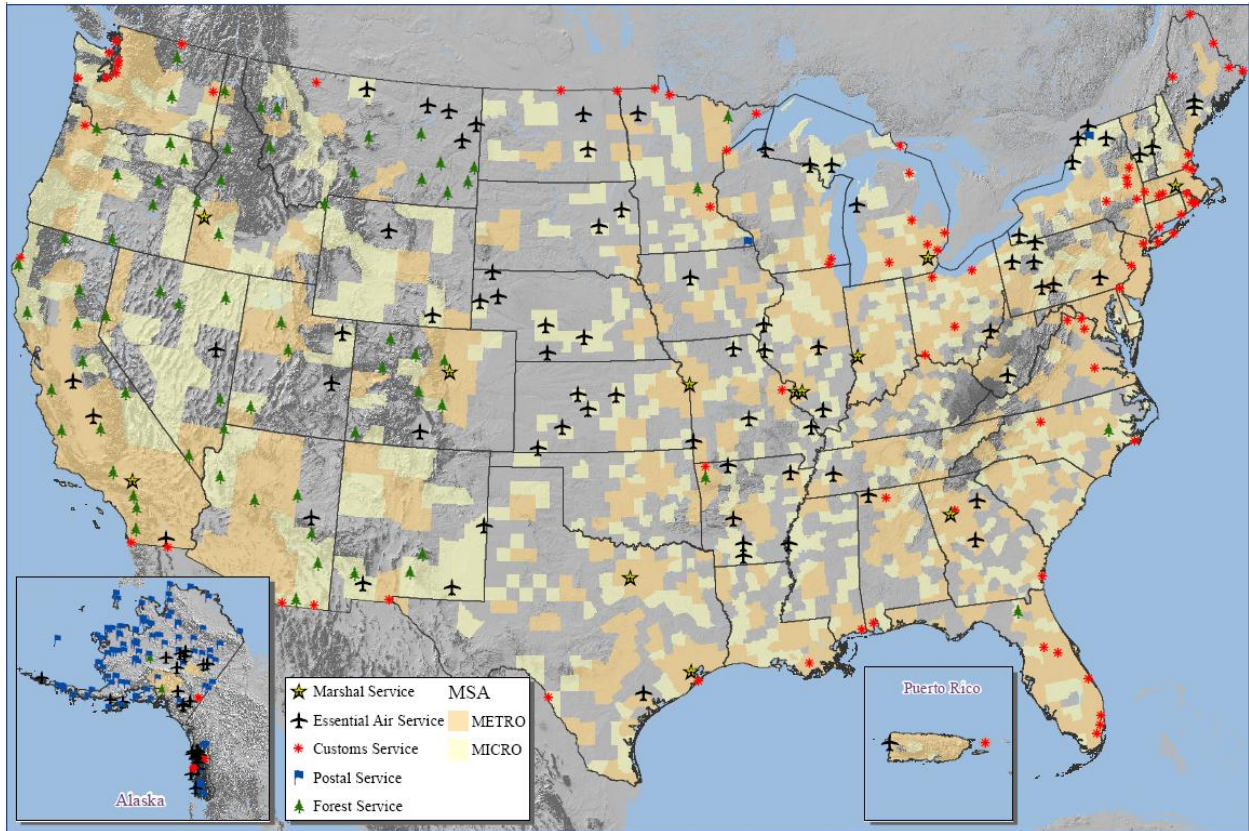 Alaska
Marshal Service
Essential Air Service
Customs Service
Postal Service
Forest Service
MSA
METRO
MICRO
Puerto Rico